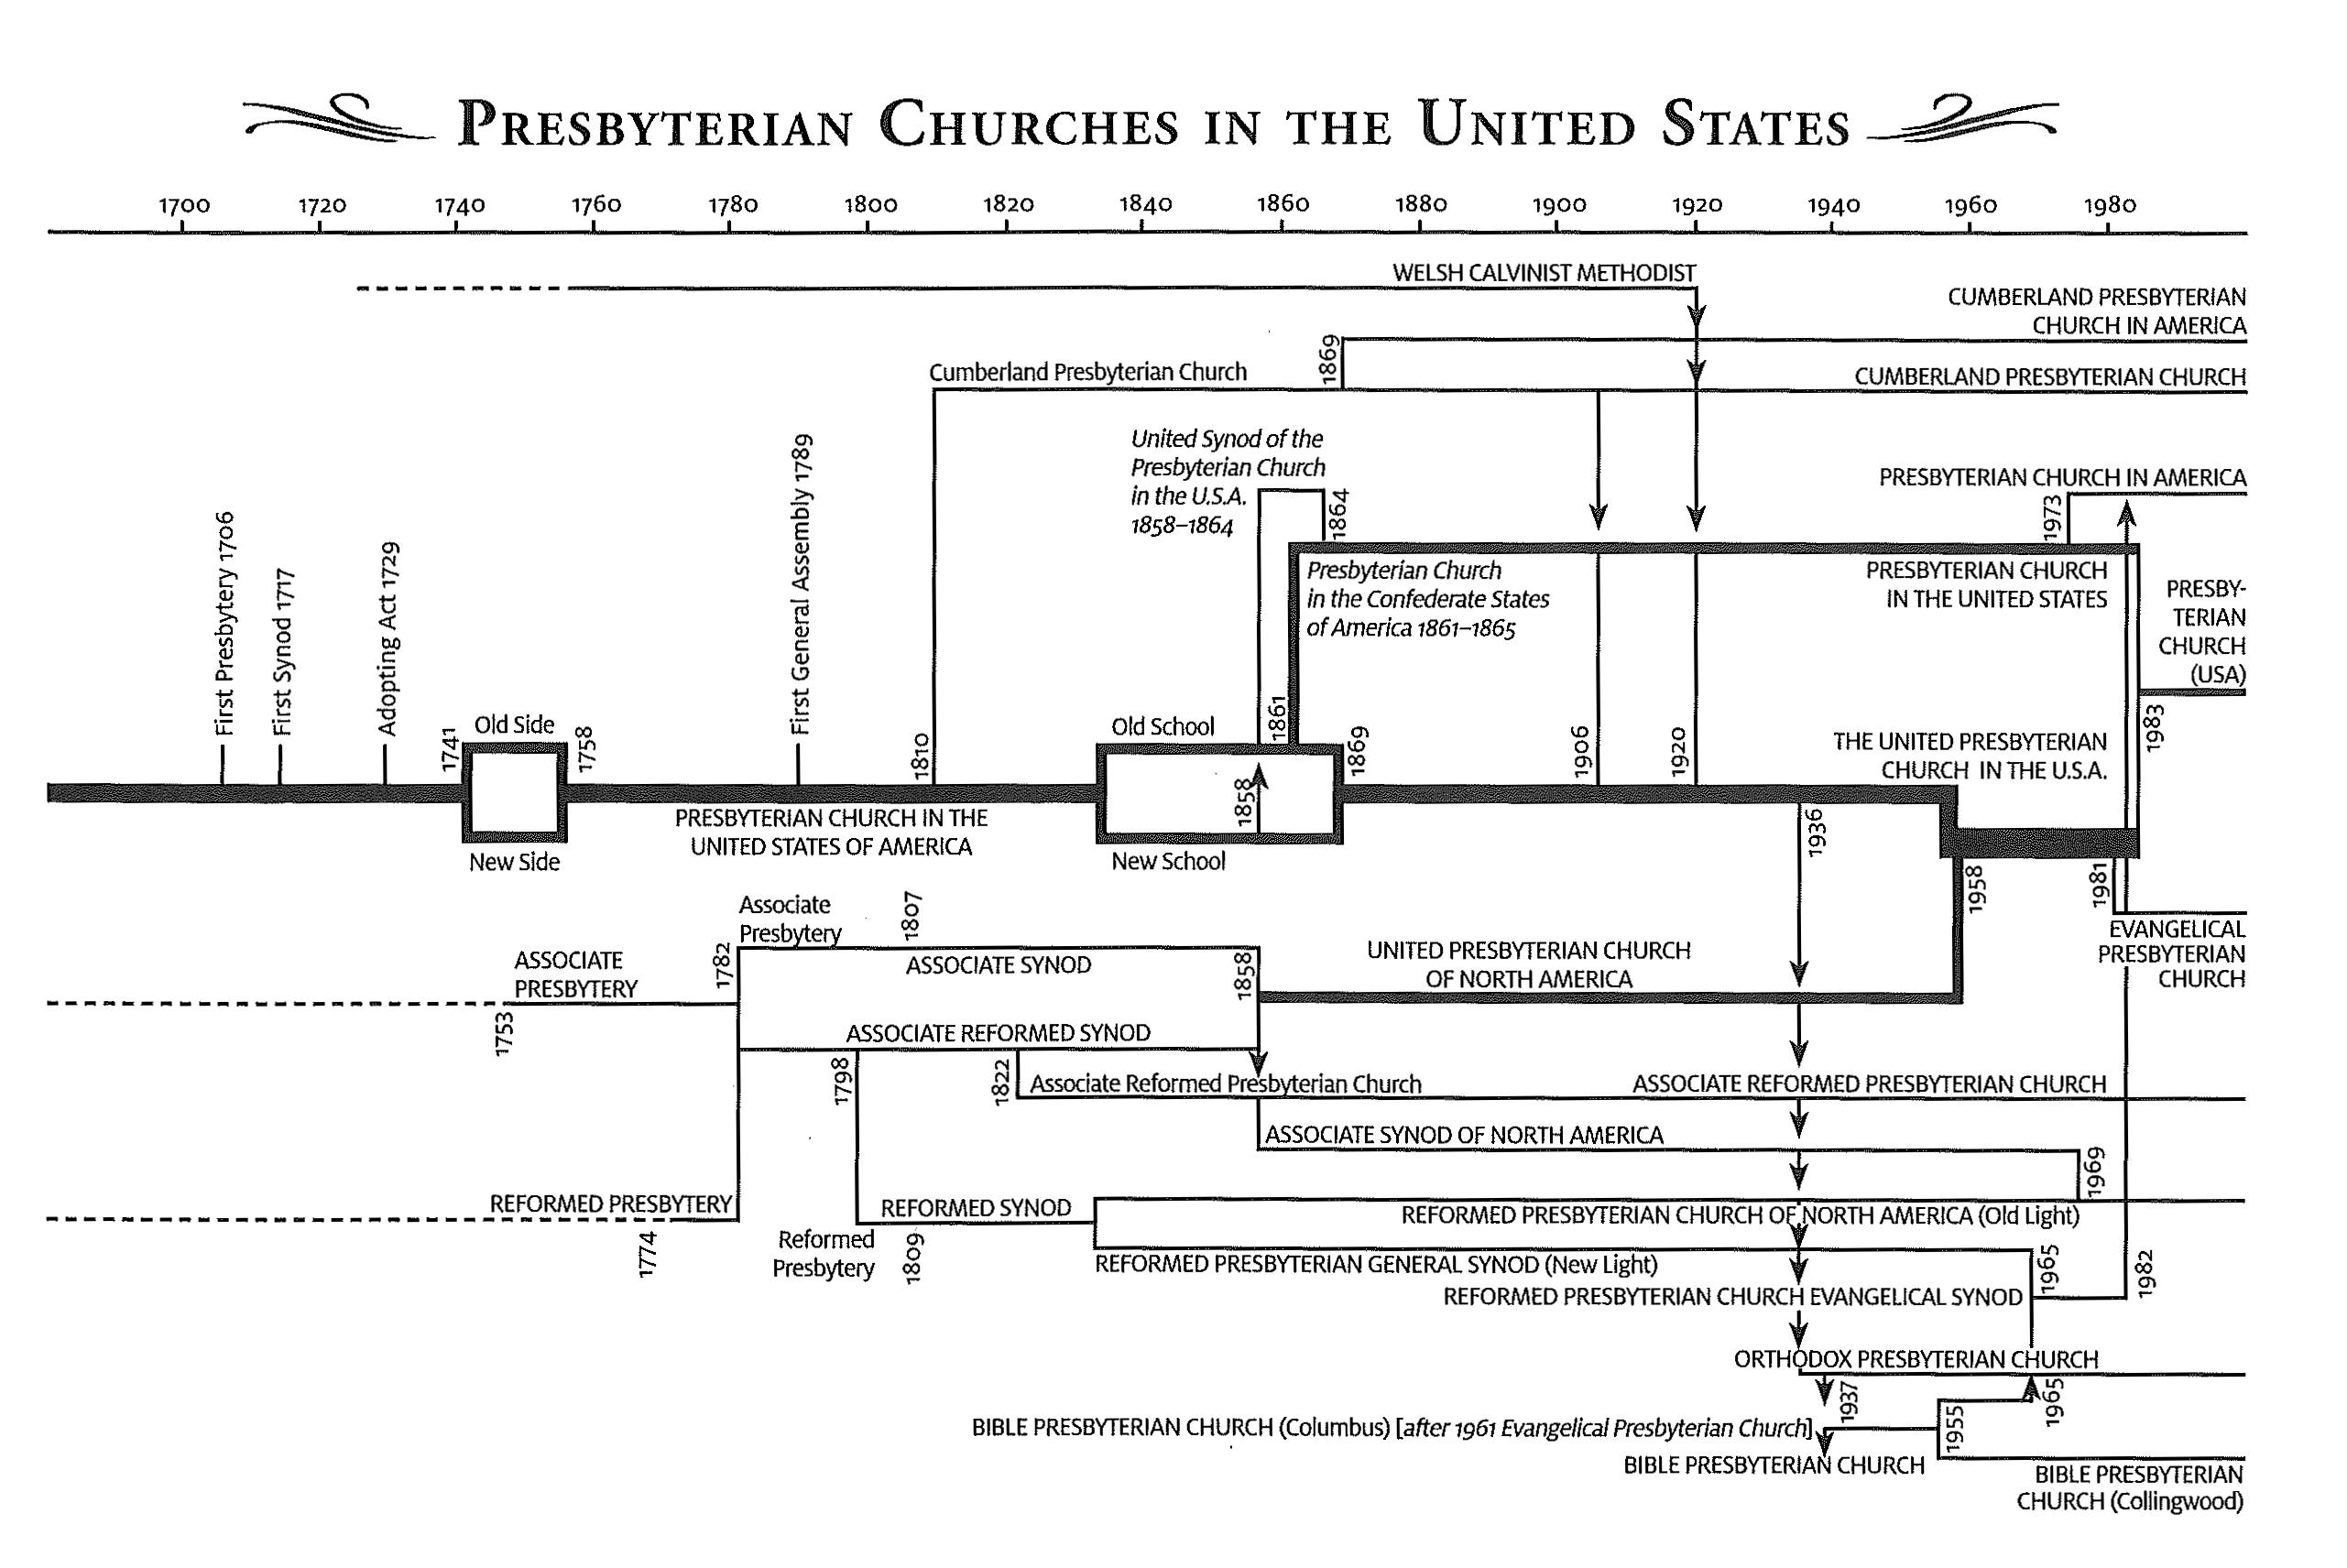 PRESBYTERIAN CHURCHES IN THE UNITED STATES
1700 1720 1740 1760 1780 1800 1820 1840 1860 1880 1900 1920 1940 1960 1980
WELSH CALVINIST METHODIST
CUMBERLAND PRESBYTERIAN
CHURCH IN AMERICA
1869
Cumberland Presbyterian Church
CUMBERLAND PRESBYTERIAN CHURCH
United Synod of the
Presbyterian Church
in the U.S.A.
1858–1864
1864
PRESBYTERIAN CHURCH IN AMERICA
1973
First Presbytery 1706
First Synod 1717
Adopting Act 1729
First General Assembly 1789
Presbyterian Church
in the Confederate States
of America 1861–1865
PRESBYTERIAN CHURCH
IN THE UNITED STATES
PRESBY-
TERIAN
CHURCH
(USA)
1741
Old Side
1758
1810
Old School
1861
1869
1906
1920
THE UNITED PRESBYTERIAN
CHURCH IN THE U.S.A.
1983
PRESBYTERIAN CHURCH IN THE
UNITED STATES OF AMERICA
1858
1936
New Side
New School
1958
1981
Associate
Presbytery
1807
EVANGELICAL
PRESBYTERIAN
CHURCH
ASSOCIATE
PRESBYTERY
1782
ASSOCIATE SYNOD
1858
UNITED PRESBYTERIAN CHURCH
OF NORTH AMERICA
1753
ASSOCIATE REFORMED SYNOD
1798
1822
Associate Reformed Presbyterian Church
ASSOCIATE REFORMED PRESBYTERIAN CHURCH
ASSOCIATE SYNOD OF NORTH AMERICA
1969
REFORMED PRESBYTERY
1774
REFORMED SYNOD
Reformed
Presbytery
1809
REFORMED PRESBYTERIAN CHURCH OF NORTH AMERICA (Old Light)
REFORMED PRESBYTERIAN GENERAL SYNOD (New Light)
1965
1982
REFORMED PRESBYTERIAN CHURCH EVANGELICAL SYNOD
ORTHODOX PRESBYTERIAN CHURCH
1937
1965
BIBLE PRESBYTERIAN CHURCH (Columbus) [after 1961 Evangelical Presbyterian Church]
1955
BIBLE PRESBYTERIAN CHURCH
BIBLE PRESBYTERIAN
CHURCH (Collingwood)